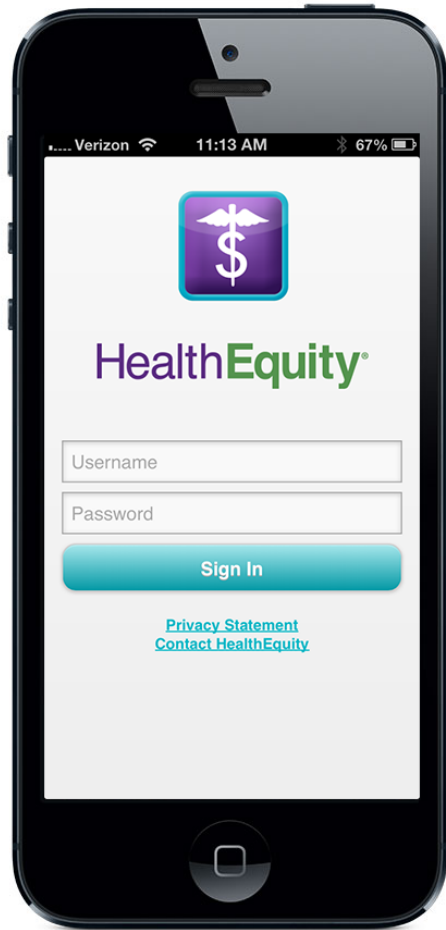 Verizon 11:13 AM 67%
$
HealthEquity®
Username
Password
Sign In
Privacy Statement
Contact HealthEquity